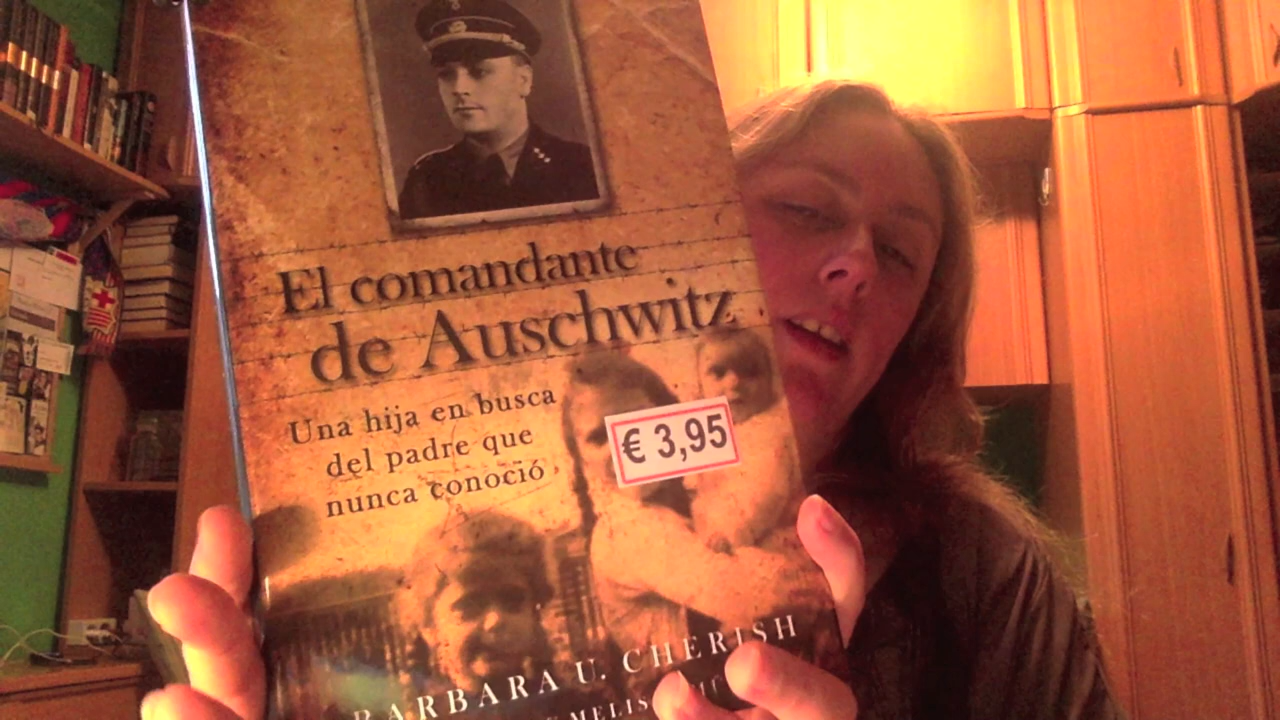 El comandante
de Auschwitz
Una hija en busca
del padre que
nunca conoció
€ 3,95
BARBARA U. CHERISH